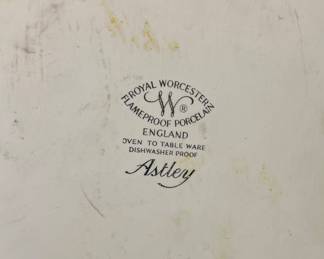 ROYAL WORCESTER
W®
FLAMEPROOF PORCELAIN
ENGLAND
OVEN TO TABLE WARE
DISHWASHER PROOF
Astley